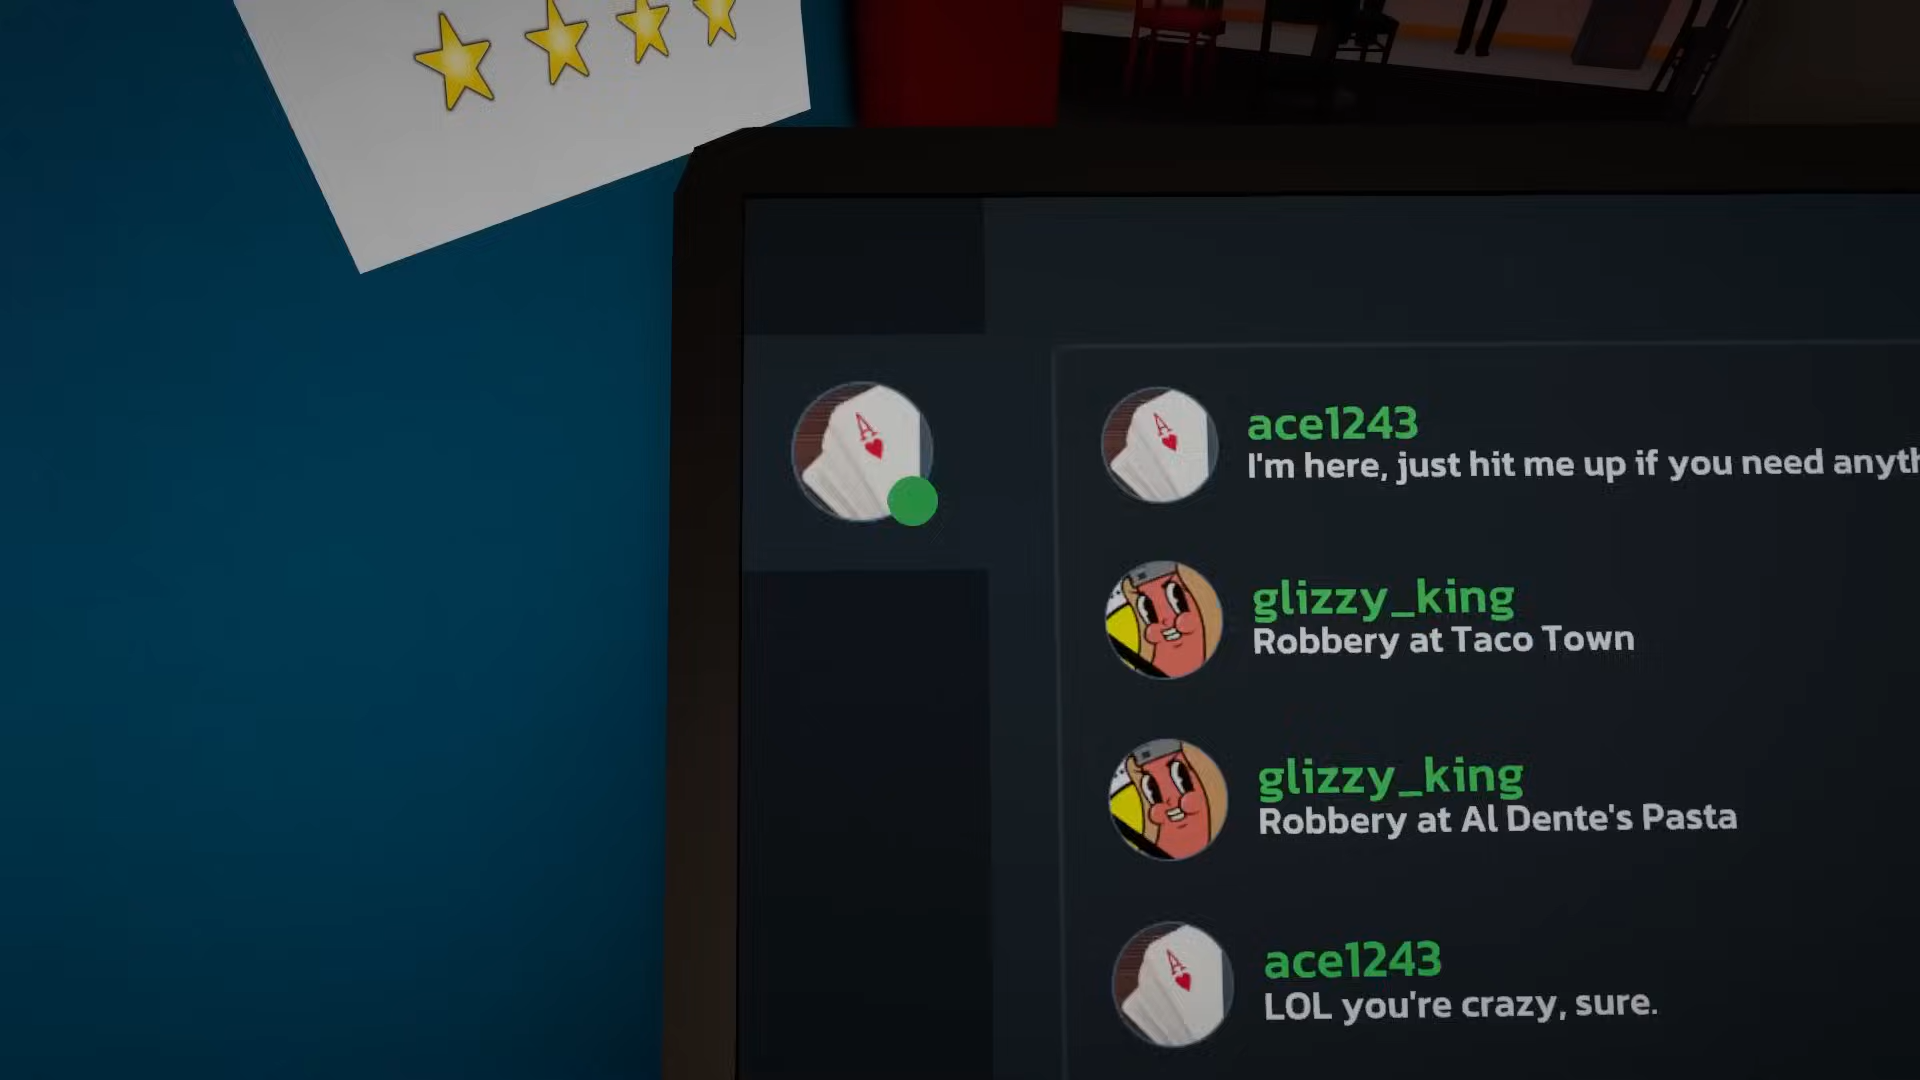 ace1243
I'm here, just hit me up if you need
glizzy_king
Robbery at Taco Town
glizzy_king
Robbery at Al Dente's Pasta
ace1243
LOL you're crazy, sure.